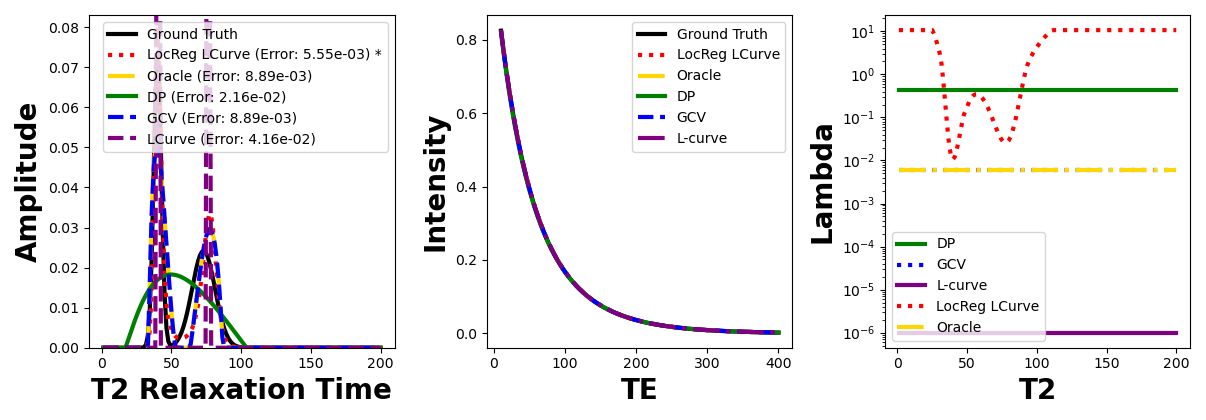 Amplitude
0.08
0.07
0.06
0.05
0.04
0.03
0.02
0.01
0.00
Ground Truth
LocReg LCurve (Error: 5.55e-03) *
Oracle (Error: 8.89e-03)
DP (Error: 2.16e-02)
GCV (Error: 8.89e-03)
LCurve (Error: 4.16e-02)
0 50 100 150 200
T2 Relaxation Time
Intensity
0.8
0.6
0.4
0.2
0.0
Ground Truth
LocReg LCurve
Oracle
DP
GCV
L-curve
0 100 200 300 400
TE
Lambda
10^1
10^0
10^-1
10^-2
10^-3
10^-4
10^-5
10^-6
DP
GCV
L-curve
LocReg LCurve
Oracle
0 50 100 150 200
T2